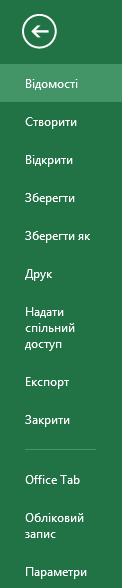 Відомості
Створити
Відкрити
Зберегти
Зберегти як
Друк
Надати
спільний
доступ
Експорт
Закрити
Office Tab
Обліковий
запис
Параметри